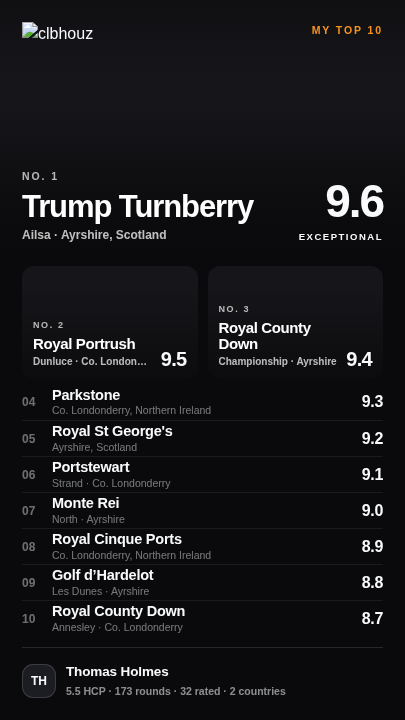 clbhouz
MY TOP 10
NO. 1
Trump Turnberry
Ailsa · Ayrshire, Scotland
9.6
EXCEPTIONAL
NO. 2
Royal Portrush
Dunluce · Co. London…
9.5
NO. 3
Royal County
Down
Championship · Ayrshire
9.4
04
Parkstone
Co. Londonderry, Northern Ireland
9.3
05
Royal St George's
Ayrshire, Scotland
9.2
06
Portstewart
Strand · Co. Londonderry
9.1
07
Monte Rei
North · Ayrshire
9.0
08
Royal Cinque Ports
Co. Londonderry, Northern Ireland
8.9
09
Golf d’Hardelot
Les Dunes · Ayrshire
8.8
10
Royal County Down
Annesley · Co. Londonderry
8.7
TH
Thomas Holmes
5.5 HCP · 173 rounds · 32 rated · 2 countries